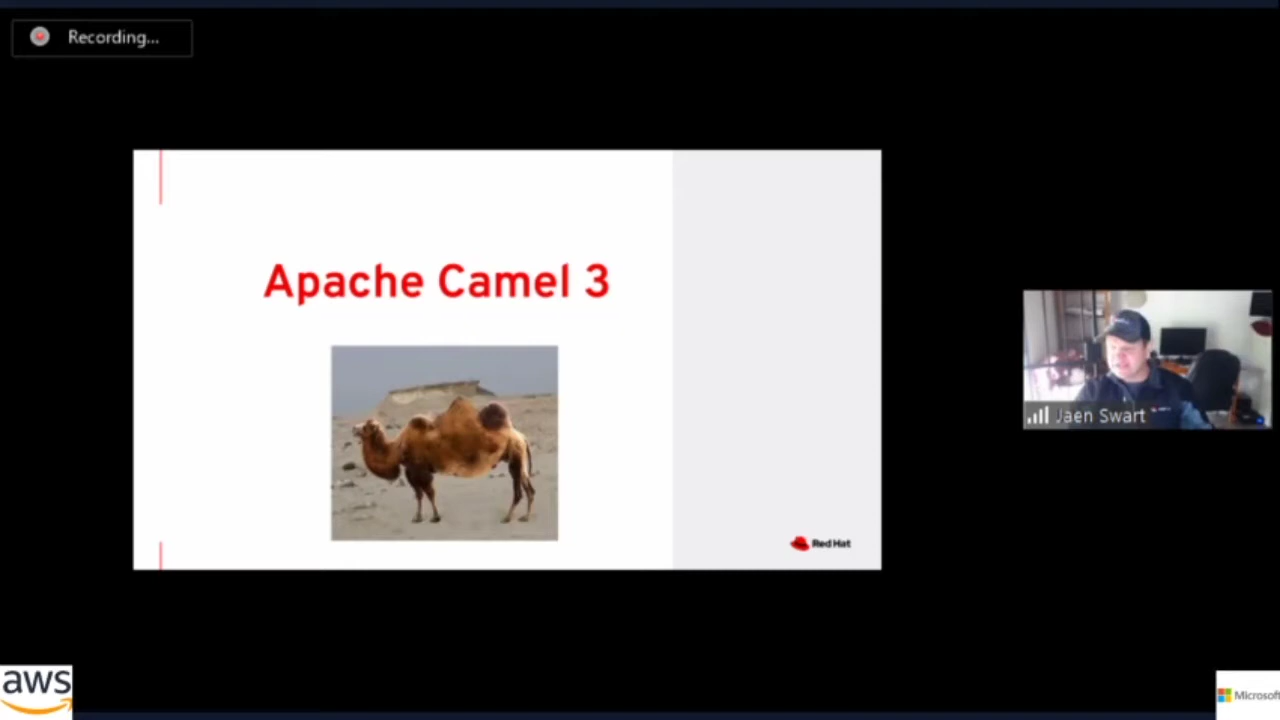 Recording...
Apache Camel 3
Red Hat
Jaen Swart
aws
Microsoft